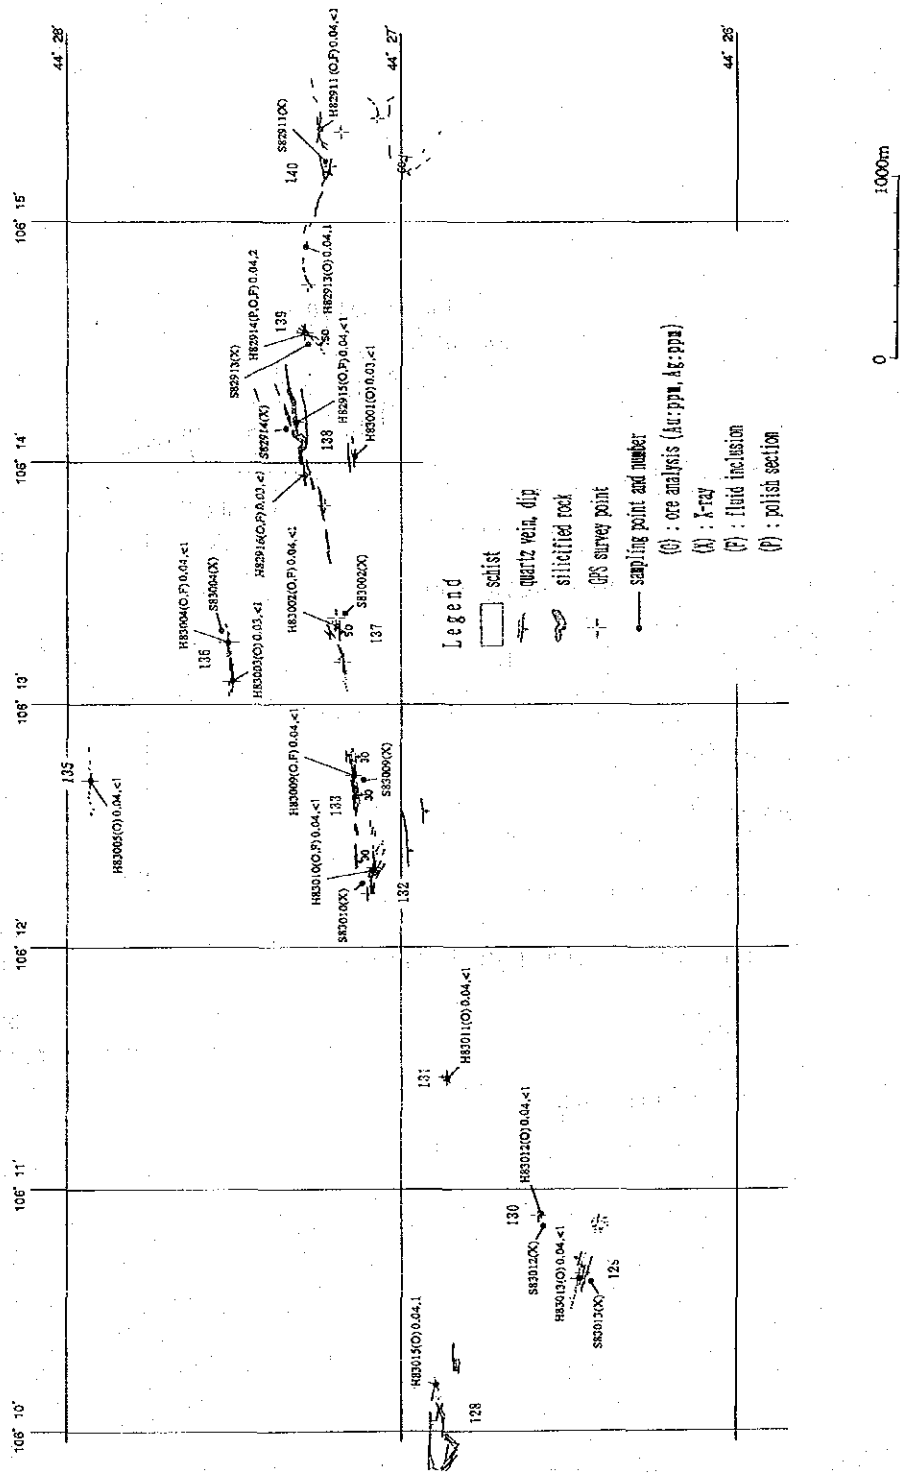 106° 10'
106° 11'
106° 12'
106° 13'
106° 14'
106° 15'
44° 28'
44° 27'
44° 26'
H83005(O) 0.04,<1
135
H83004(O,F) 0.04,<1
S83004(X)
136
H83003(O) 0.03,<1
H82916(O,F) 0.03,<1
S82914(X)
138
H82915(O,F) 0.04,<1
H83001(O) 0.03,<1
S82913(X)
H82914(P,O,F) 0.04,2
139
50
H82913(O) 0.04,1
140
S82911(X)
H82911(O,F) 0.04,<1
60
H83002(O,F) 0.04,<1
50
S83002(X)
137
S83010(X)
H83010(O,F) 0.04,<1
50
133
H83009(O,F) 0.04,<1
30
30
S83009(X)
132
131
H83011(O) 0.04,<1
130
S83012(X)
H83012(O) 0.04,<1
H83013(O) 0.04,<1
S83013(X)
H83015(O) 0.04,1
128
Legend
schist
quartz vein, dip
silicified rock
GPS survey point
sampling point and number
(O) : ore analysis (Au:ppm, Ag:ppm)
(X) : X-ray
(F) : fluid inclusion
(P) : polish section
0 1000m